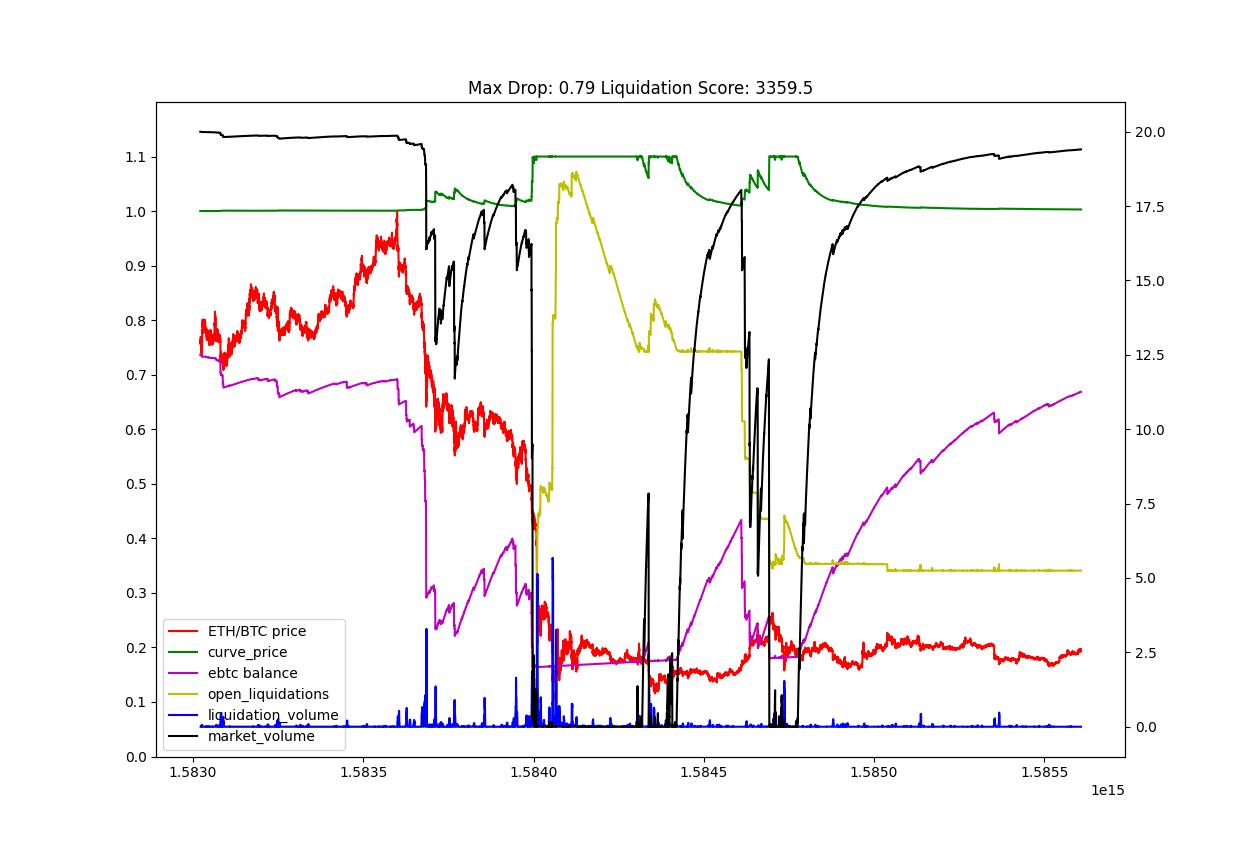 Max Drop: 0.79 Liquidation Score: 3359.5
1.1
1.0
0.9
0.8
0.7
0.6
0.5
0.4
0.3
0.2
0.1
0.0
20.0
17.5
15.0
12.5
10.0
7.5
5.0
2.5
0.0
ETH/BTC price
curve_price
ebtc balance
open_liquidations
liquidation_volume
market_volume
1.5830 1.5835 1.5840 1.5845 1.5850 1.5855
1e15